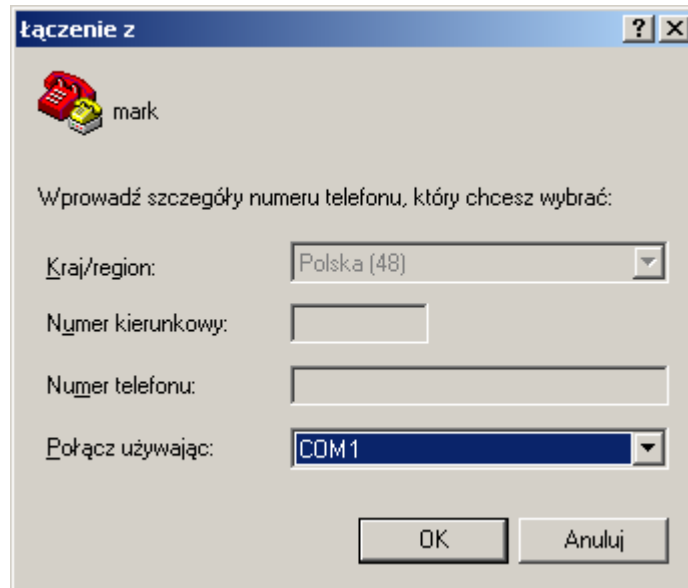 Łączenie z
mark
Wprowadź szczegóły numeru telefonu, który chcesz wybrać:
Kraj/region: Polska (48)
Numer kierunkowy:
Numer telefonu:
Połącz używając: COM1
OK Anuluj